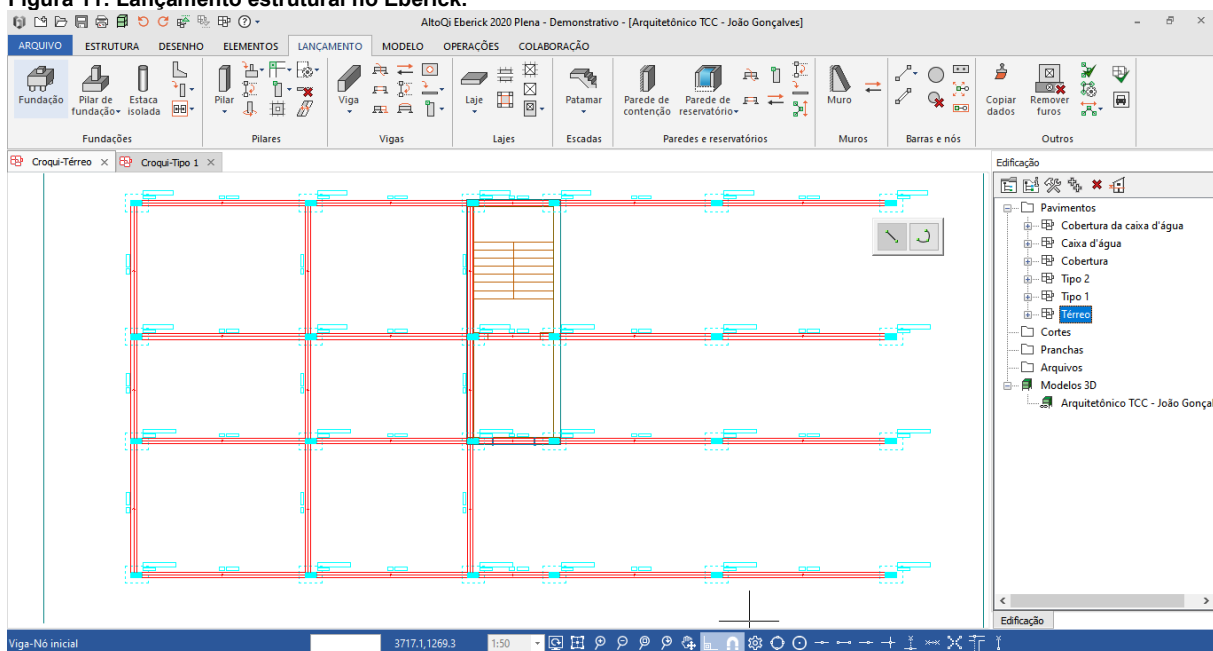 Figura 11: Lançamento estrutural no Eberick.
AltoQi Eberick 2020 Plena - Demonstrativo - [Arquitetônico TCC - João Gonçalves]
ARQUIVO ESTRUTURA DESENHO ELEMENTOS LANÇAMENTO MODELO OPERAÇÕES COLABORAÇÃO
Fundação
Pilar de fundação
Estaca isolada
Pilar
Viga
Laje
Patamar
Parede de contenção
Parede de reservatório
Muro
Copiar dados
Remover furos
Fundações Pilares Vigas Lajes Escadas Paredes e reservatórios Muros Barras e nós Outros
Croqui-Térreo
Croqui-Tipo 1
Edificação
Pavimentos
Cobertura da caixa d'água
Caixa d'água
Cobertura
Tipo 2
Tipo 1
Térreo
Cortes
Pranchas
Arquivos
Modelos 3D
Arquitetônico TCC - João Gonçal
Edificação
Viga-Nó inicial
3717.1,1269.3
1:50